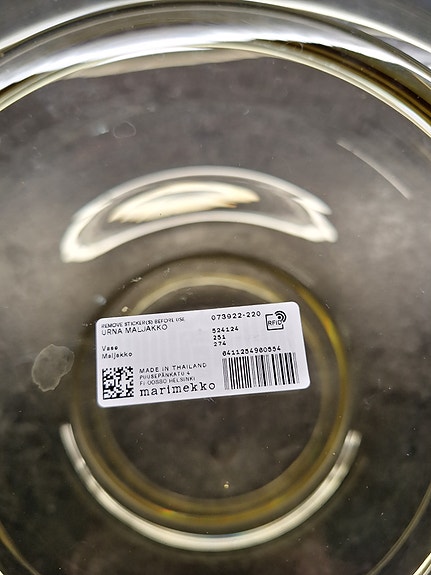 REMOVE STICKER(S) BEFORE USE
URNA MALJAKKO
073922-220
RFID
524124
251
274
Vase
Maljakko
6411254960554
MADE IN THAILAND
PUUSEPÄNKATU 4
FI 00880 HELSINKI
marimekko